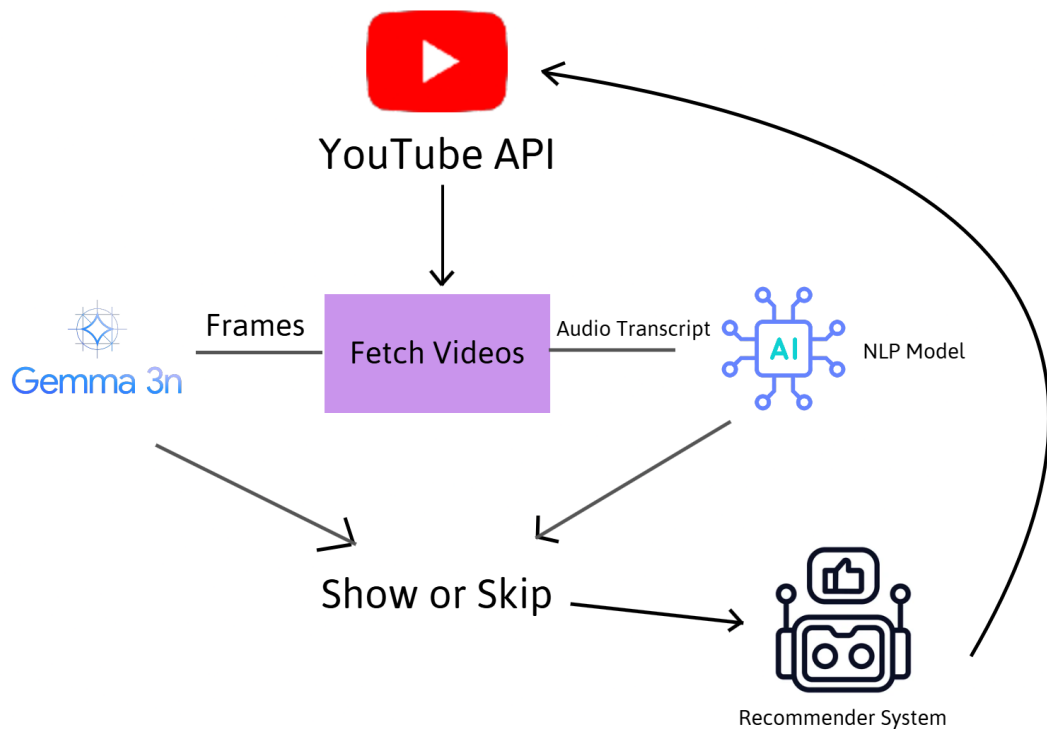 YouTube API
Frames
Fetch Videos
Audio Transcript
AI
NLP Model
Gemma 3n
Show or Skip
Recommender System